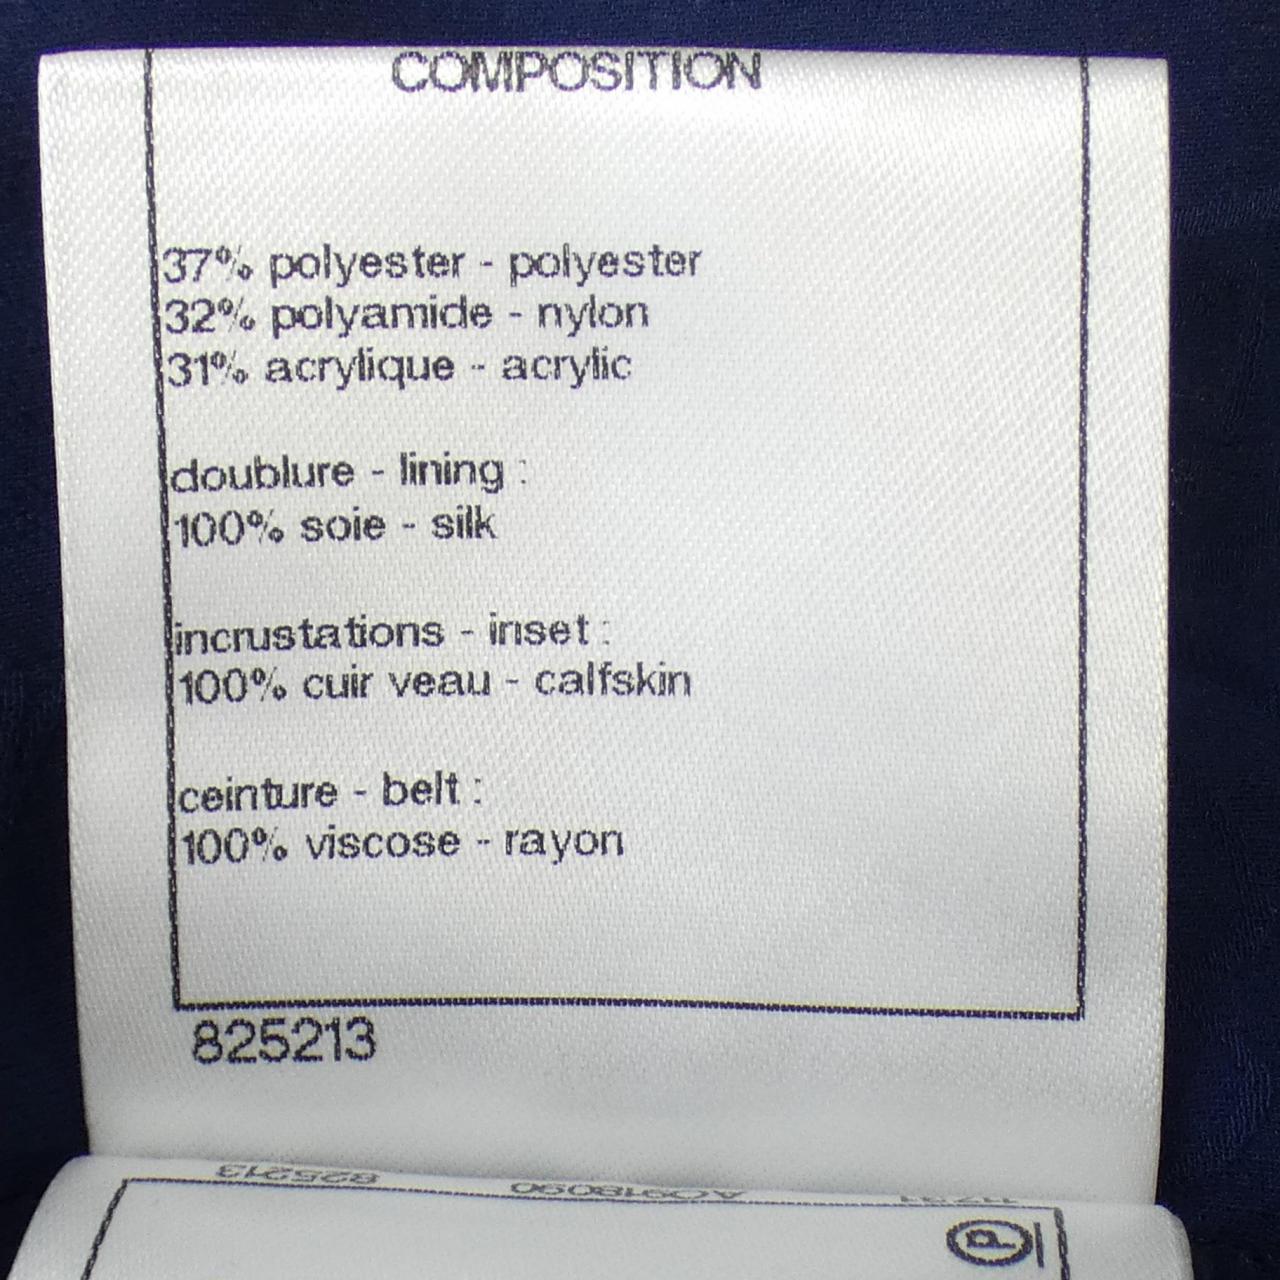 COMPOSITION
37% polyester - polyester
32% polyamide - nylon
31% acrylique - acrylic
doublure - lining :
100% soie - silk
incrustations - inset :
100% cuir veau - calfskin
ceinture - belt :
100% viscose - rayon
825213
825213
P